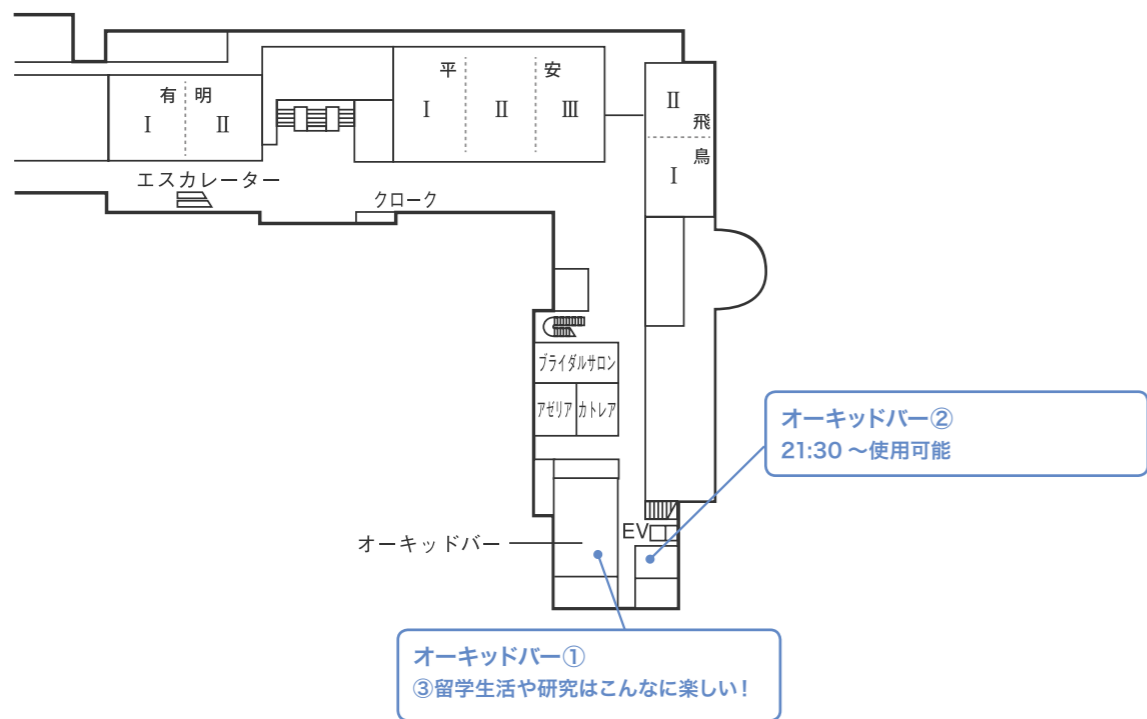 平 安
有 明
Ⅰ Ⅱ
Ⅰ Ⅱ Ⅲ
Ⅱ 飛
鳥
Ⅰ
エスカレーター
クローク
ブライダルサロン
アゼリア カトレア
オーキッドバー②
21:30 〜使用可能
EV
オーキッドバー
オーキッドバー①
③留学生活や研究はこんなに楽しい！